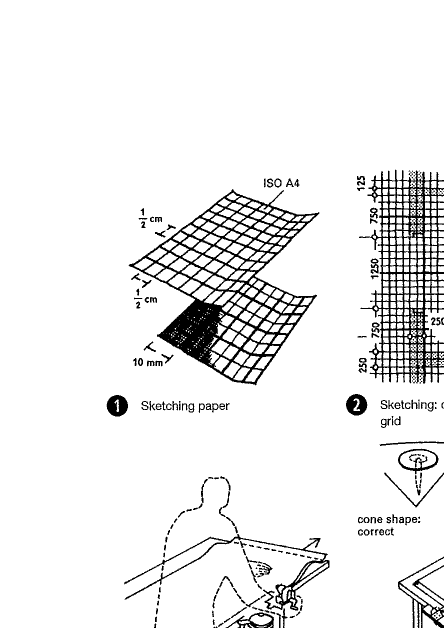 ISO A4
1/2 cm
1/2 cm
10 mm
1 Sketching paper
125
750
1250
750
250
250
2 Sketching:
grid
cone shape:
correct